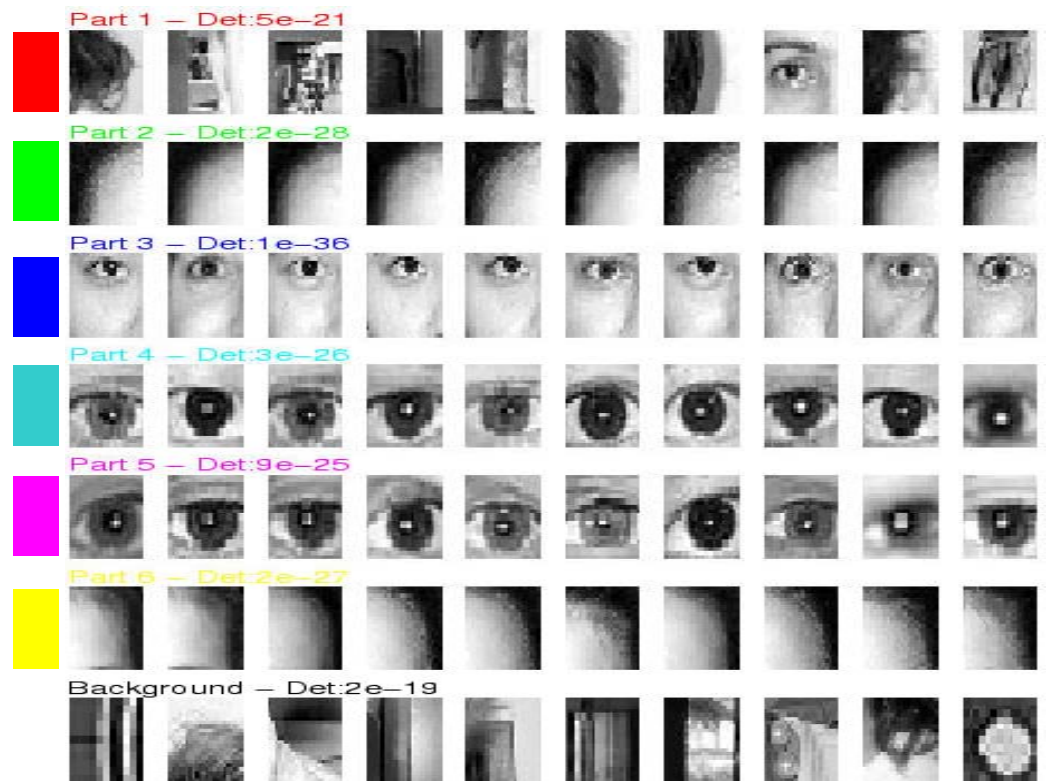 Part 1 – Det:5e–21
Part 2 – Det:2e–28
Part 3 – Det:1e–36
Part 4 – Det:3e–26
Part 5 – Det:9e–25
Part 6 – Det:2e–27
Background – Det:2e–19